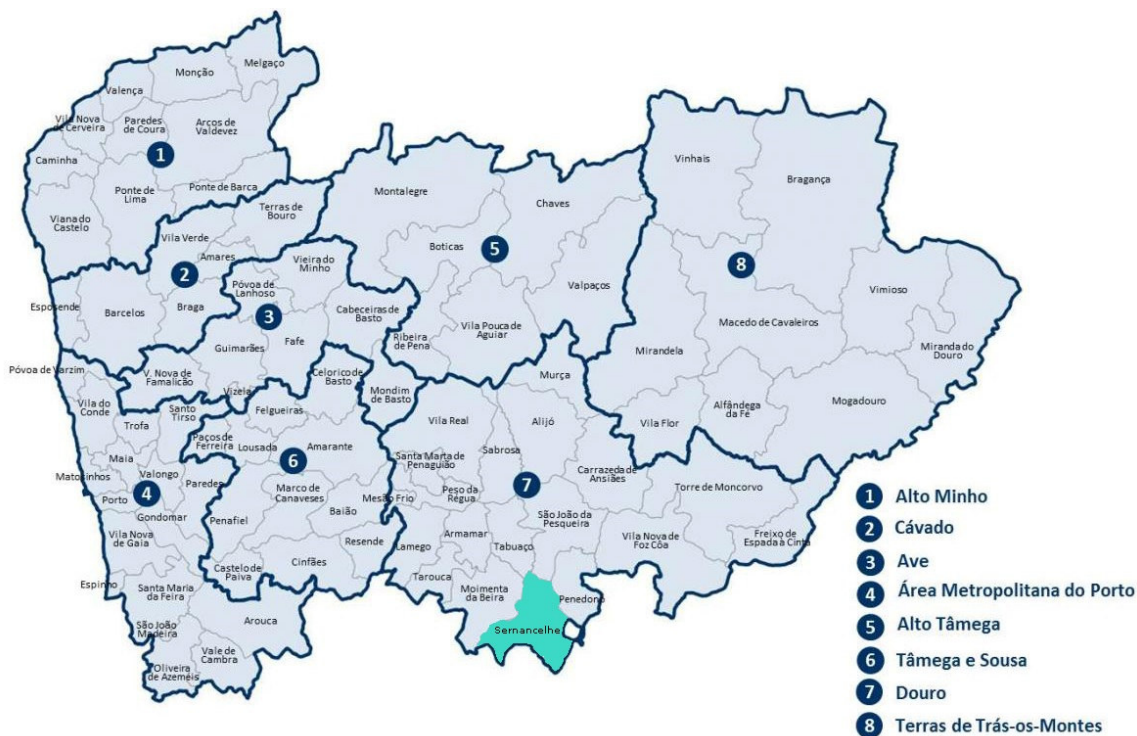 Melgaço
Monção
Valença
Vila Nova
de Cerveira
Paredes
de Coura
Arcos de
Valdevez
Caminha
1
Ponte de
Lima
Ponte de Barca
Viana do
Castelo
Terras de
Bouro
Vila Verde
Amares
2
Esposende
Barcelos
Braga
Vieira do
Minho
Póvoa de
Lanhoso
3
Cabeceiras de
Basto
Guimarães
Fafe
V. Nova de
Famalicão
Vizela
Celorico de
Basto
Mondim
de Basto
Montalegre
Chaves
Boticas
5
Valpaços
Vila Pouca de
Aguiar
Ribeira
de Pena
Vinhais
Bragança
8
Vimioso
Macedo de Cavaleiros
Mirandela
Miranda do
Douro
Mogadouro
Alfândega
da Fé
Vila Flor
Póvoa de Varzim
Vila do
Conde
Santo
Tirso
Trofa
Maia
Matosinhos
Valongo
Paredes
Porto
4
Gondomar
Vila Nova
de Gaia
Espinho
Santa Maria
da Feira
Arouca
São João
Madeira
Vale de
Cambra
Oliveira
de Azeméis
Felgueiras
Paços de
Ferreira
Lousada
Amarante
6
Marco de
Canaveses
Baião
Penafiel
Resende
Cinfães
Castelo de
Paiva
Murça
Vila Real
Alijó
Sabrosa
Santa Marta de
Penaguião
Mesão Frio
Peso da
Régua
7
Carrazeda de
Ansiães
Torre de Moncorvo
São João da
Pesqueira
Armamar
Lamego
Tabuaço
Vila Nova de
Foz Côa
Freixo de
Espada à Cinta
Tarouca
Moimenta
da Beira
Penedono
Sernancelhe
1 Alto Minho
2 Cávado
3 Ave
4 Área Metropolitana do Porto
5 Alto Tâmega
6 Tâmega e Sousa
7 Douro
8 Terras de Trás-os-Montes